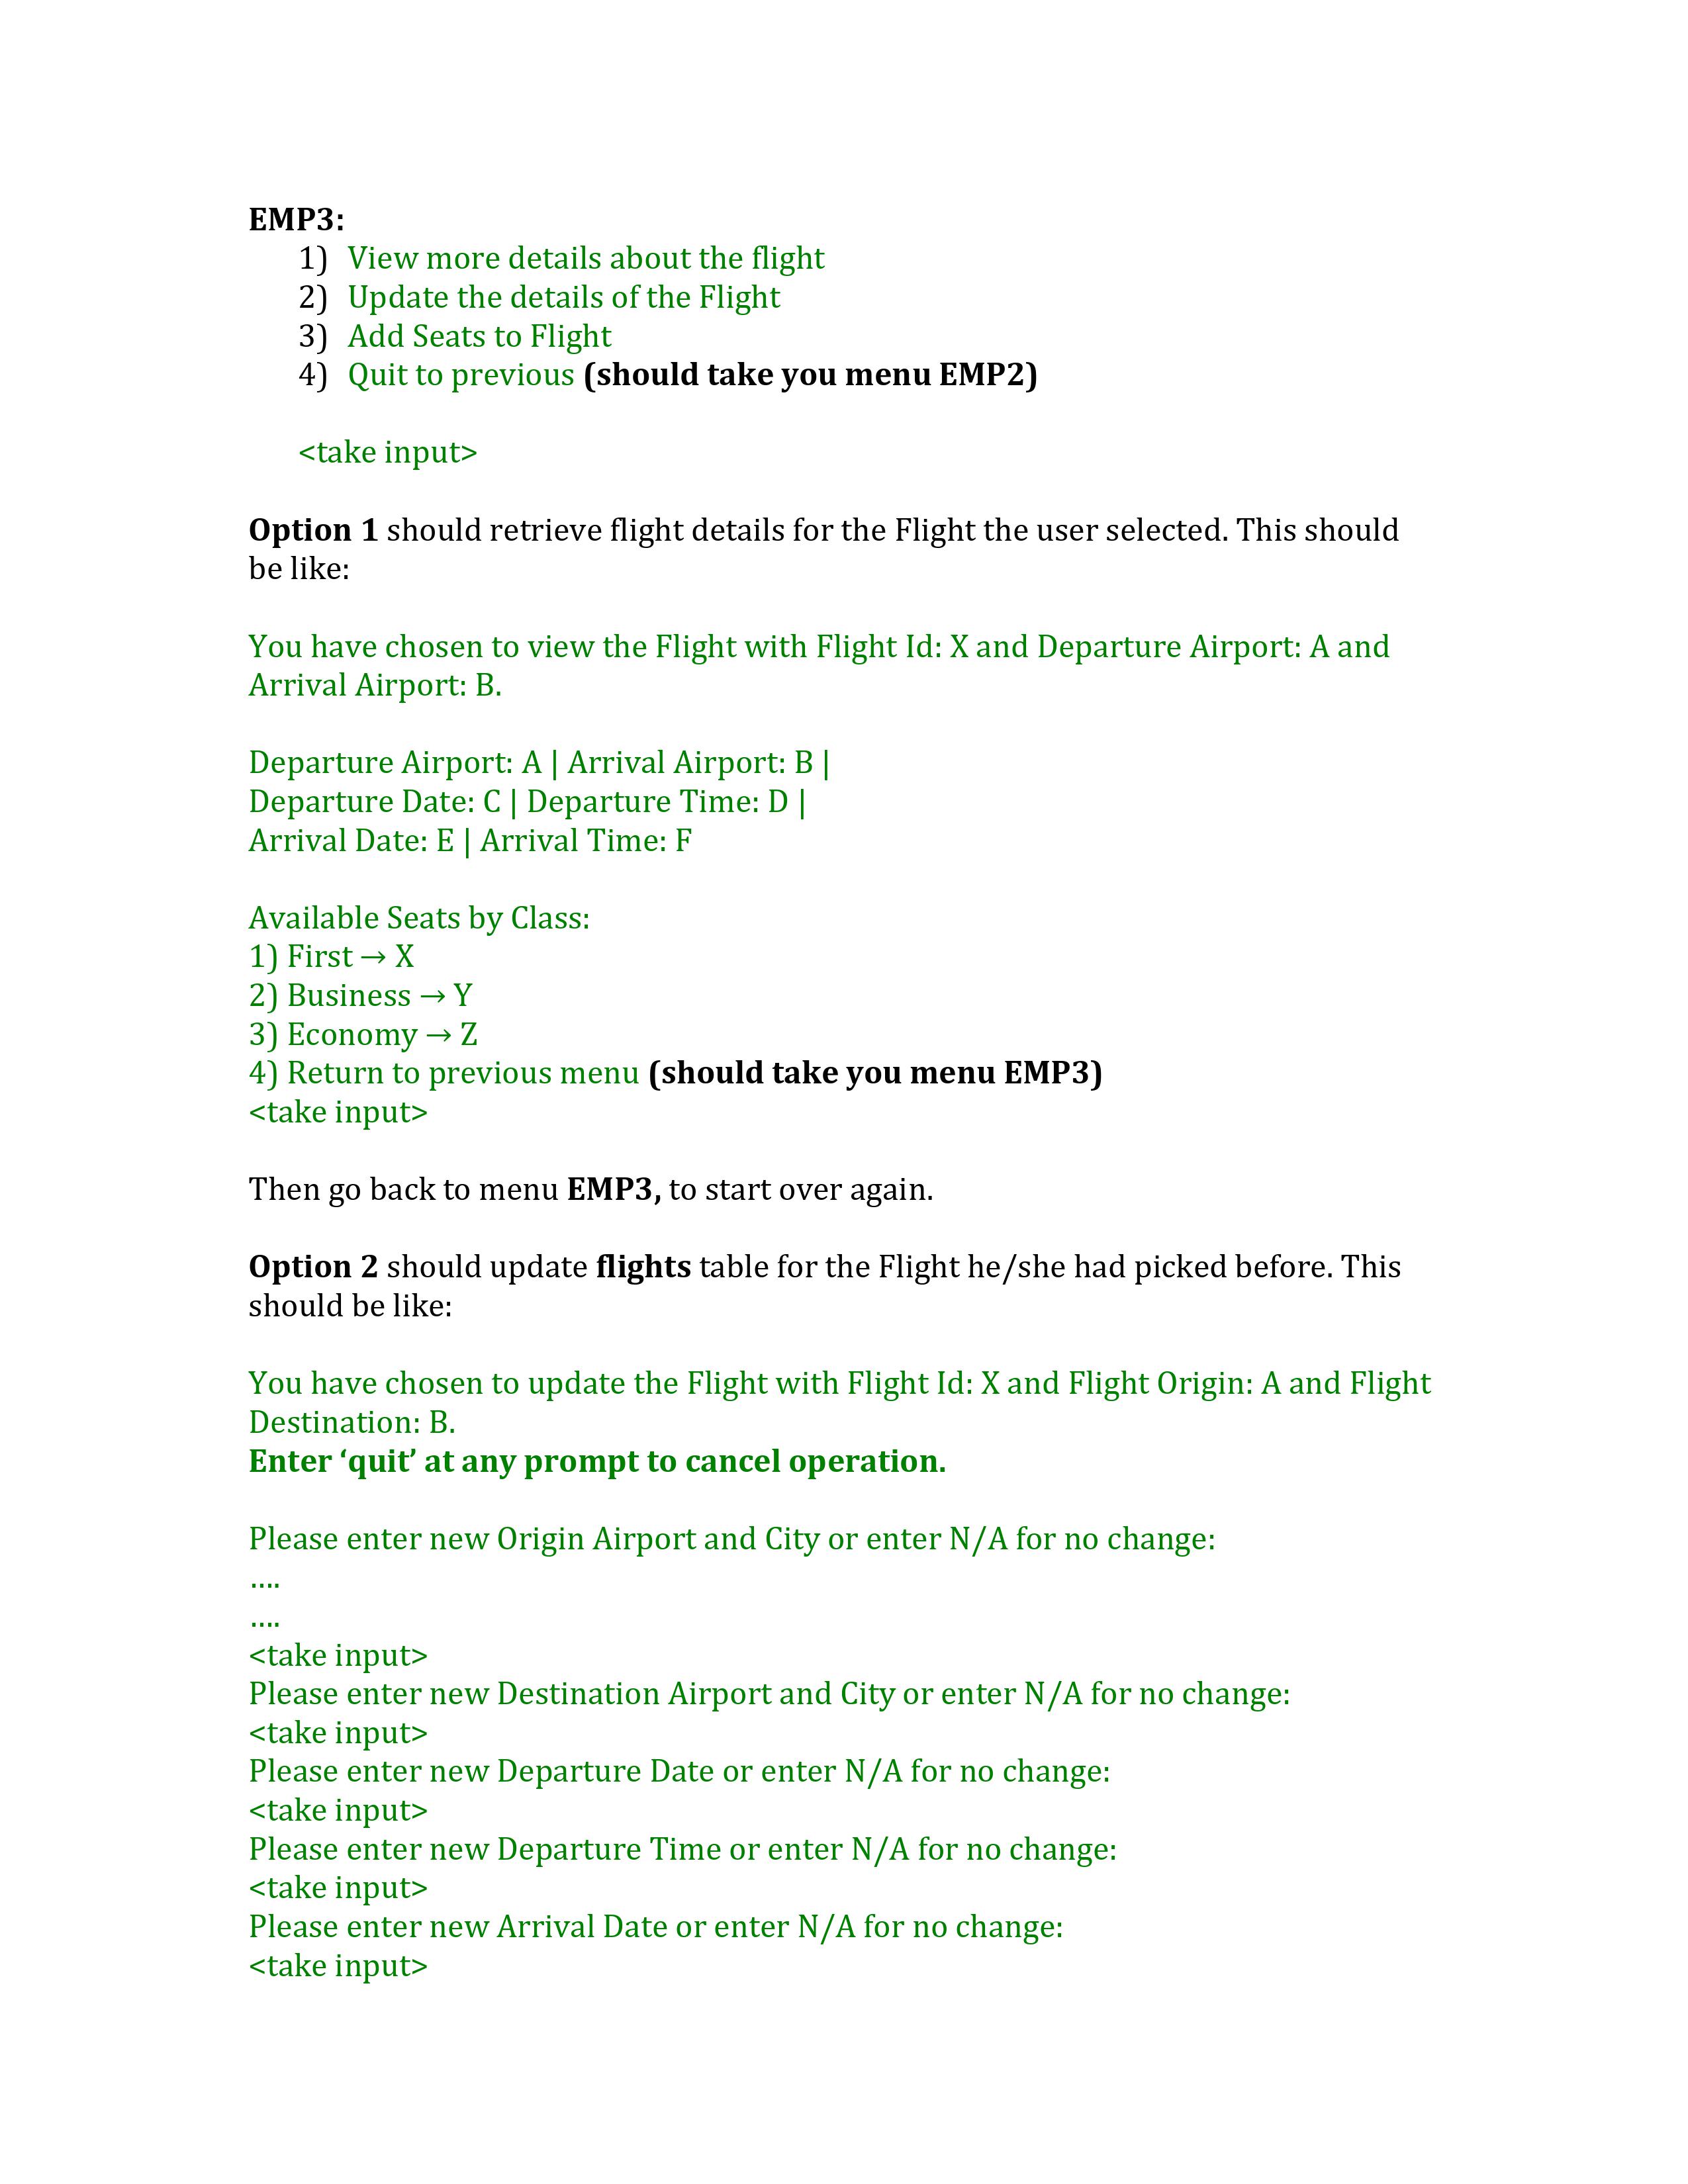 EMP3:
1) View more details about the flight
2) Update the details of the Flight
3) Add Seats to Flight
4) Quit to previous (should take you menu EMP2)
<take input>
Option 1 should retrieve flight details for the Flight the user selected. This should
be like:
You have chosen to view the Flight with Flight Id: X and Departure Airport: A and
Arrival Airport: B.
Departure Airport: A | Arrival Airport: B |
Departure Date: C | Departure Time: D |
Arrival Date: E | Arrival Time: F
Available Seats by Class:
1) First → X
2) Business → Y
3) Economy → Z
4) Return to previous menu (should take you menu EMP3)
<take input>
Then go back to menu EMP3, to start over again.
Option 2 should update flights table for the Flight he/she had picked before. This
should be like:
You have chosen to update the Flight with Flight Id: X and Flight Origin: A and Flight
Destination: B.
Enter ‘quit’ at any prompt to cancel operation.
Please enter new Origin Airport and City or enter N/A for no change:
....
....
<take input>
Please enter new Destination Airport and City or enter N/A for no change:
<take input>
Please enter new Departure Date or enter N/A for no change:
<take input>
Please enter new Departure Time or enter N/A for no change:
<take input>
Please enter new Arrival Date or enter N/A for no change:
<take input>